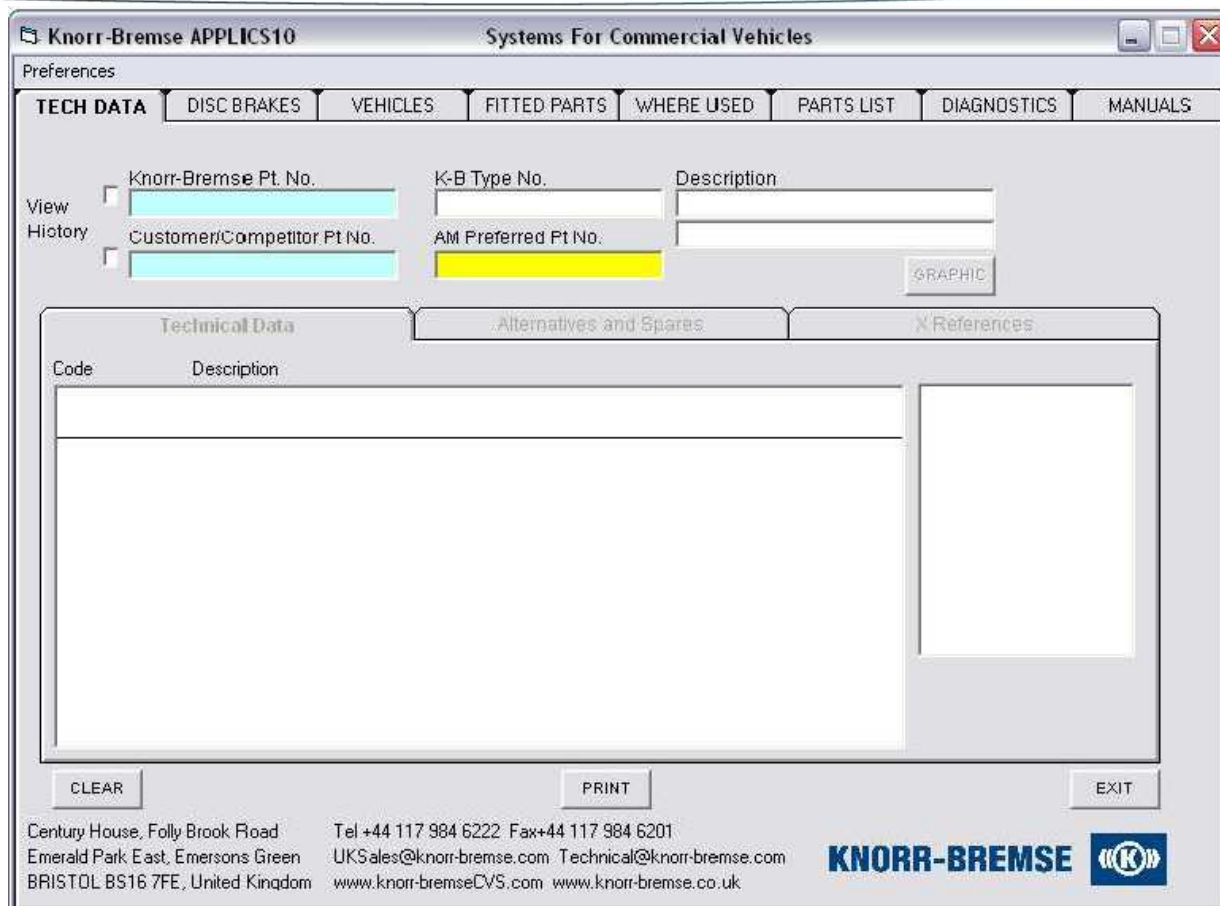 Knorr-Bremse APPLICS10 Systems For Commercial Vehicles
Preferences
TECH DATA DISC BRAKES VEHICLES FITTED PARTS WHERE USED PARTS LIST DIAGNOSTICS MANUALS
Knorr-Bremse Pt. No. K-B Type No. Description
View
History
Customer/Competitor Pt No. AM Preferred Pt No.
GRAPHIC
Technical Data Alternatives and Spares X References
Code Description
CLEAR PRINT EXIT
Century House, Folly Brook Road Tel +44 117 984 6222 Fax+44 117 984 6201
Emerald Park East, Emersons Green UKSales@knorr-bremse.com Technical@knorr-bremse.com
BRISTOL BS16 7FE, United Kingdom www.knorr-bremseCVS.com www.knorr-bremse.co.uk
KNORR-BREMSE ((K))